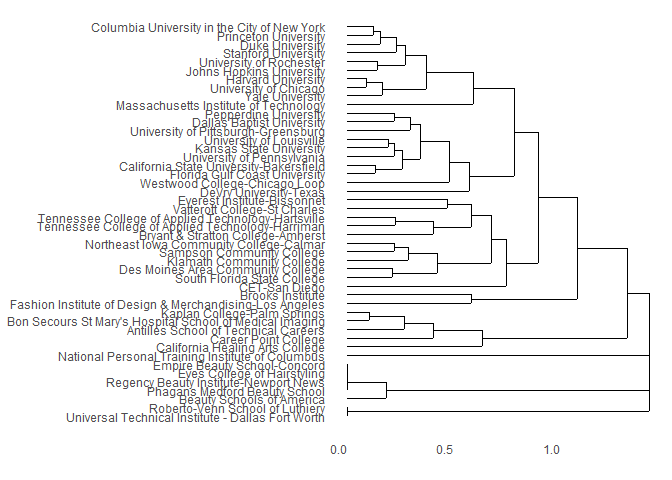 Columbia University in the City of New York
Princeton University
Duke University
Stanford University
University of Rochester
Johns Hopkins University
Harvard University
University of Chicago
Yale University
Massachusetts Institute of Technology
Pepperdine University
Dallas Baptist University
University of Pittsburgh-Greensburg
University of Louisville
Kansas State University
University of Pennsylvania
California State University-Bakersfield
Florida Gulf Coast University
Westwood College-Chicago Loop
DeVry University-Texas
Everest Institute-Bissonnet
Vatterott College-St Charles
Tennessee College of Applied Technology-Hartsville
Tennessee College of Applied Technology-Harriman
Bryant & Stratton College-Amherst
Northeast Iowa Community College-Calmar
Sampson Community College
Klamath Community College
Des Moines Area Community College
South Florida State College
CET-San Diego
Brooks Institute
Fashion Institute of Design & Merchandising-Los Angeles
Kaplan College-Palm Springs
Bon Secours St Mary's Hospital School of Medical Imaging
Antilles School of Technical Careers
Career Point College
California Healing Arts College
National Personal Training Institute of Columbus
Empire Beauty School-Concord
Eves College of Hairstyling
Regency Beauty Institute-Newport News
Phagans Medford Beauty School
Beauty Schools of America
Roberto-Venn School of Luthiery
Universal Technical Institute - Dallas Fort Worth
0.0 0.5 1.0